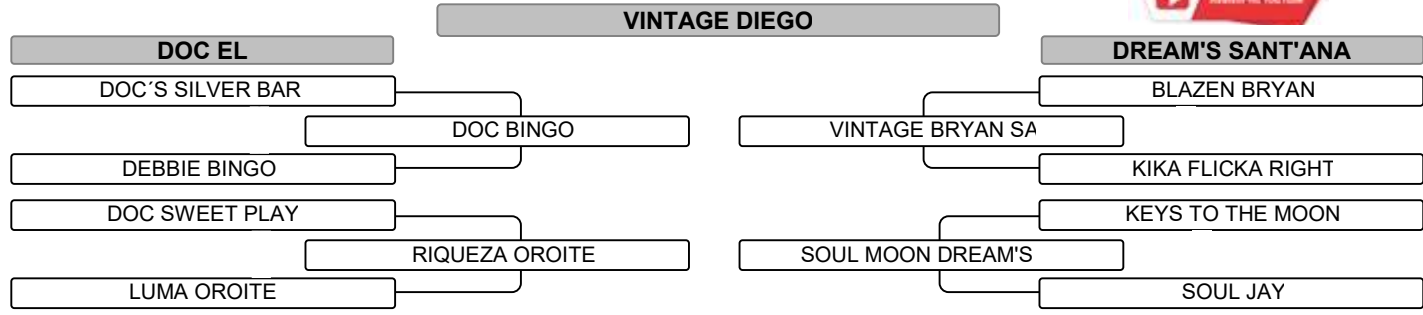 VINTAGE DIEGO
DOC EL
DREAM'S SANT'ANA
DOC´S SILVER BAR
BLAZEN BRYAN
DOC BINGO
VINTAGE BRYAN SA
DEBBIE BINGO
KIKA FLICKA RIGHT
DOC SWEET PLAY
KEYS TO THE MOON
RIQUEZA OROITE
SOUL MOON DREAM'S
LUMA OROITE
SOUL JAY